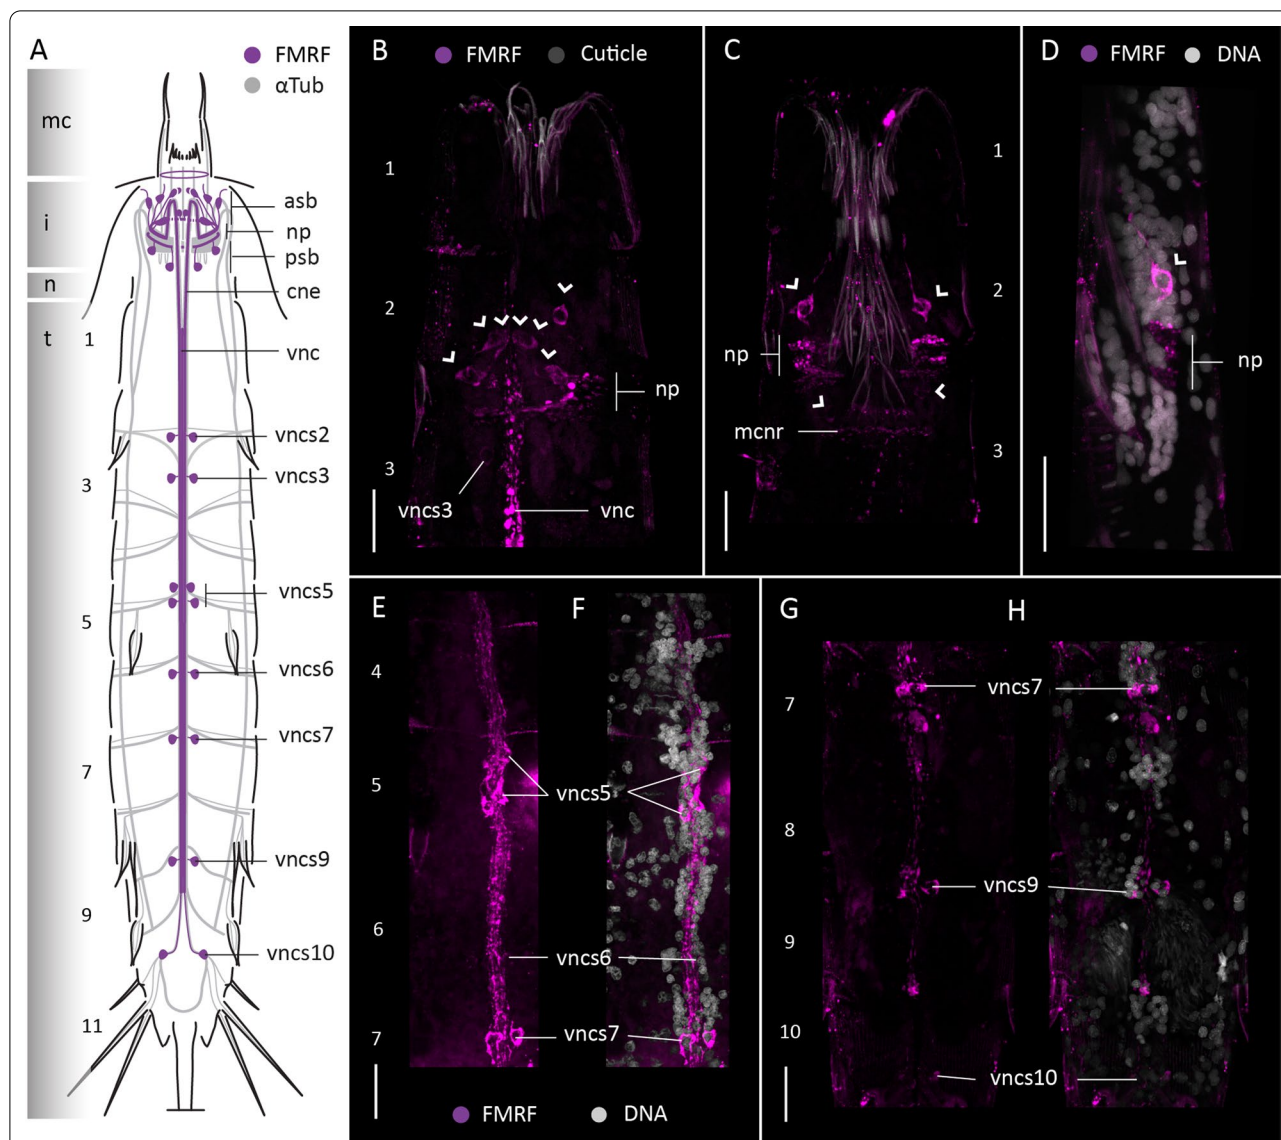 A
FMRF
αTub
mc
i
n
t
asb
np
psb
cne
1
vnc
vncs2
3
vncs3
vncs5
5
vncs6
vncs7
7
vncs9
9
vncs10
11
B
FMRF
Cuticle
1
2
3
np
vncs3
vnc
C
1
2
3
np
mcnr
D
FMRF
DNA
np
E
F
4
5
6
7
vncs5
vncs6
vncs7
FMRF
DNA
G
H
7
8
9
10
vncs7
vncs9
vncs10